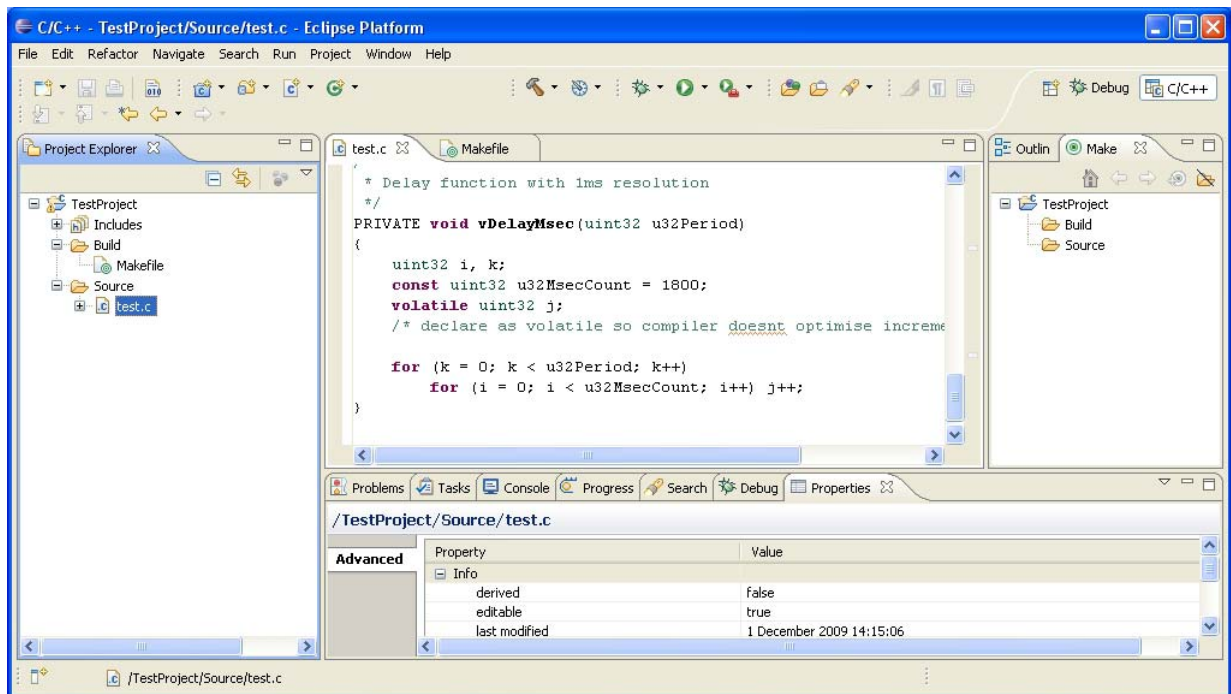 C/C++ - TestProject/Source/test.c - Eclipse Platform
File Edit Refactor Navigate Search Run Project Window Help
Debug C/C++
Project Explorer
TestProject
Includes
Build
Makefile
Source
test.c
test.c Makefile
* Delay function with 1ms resolution
*/
PRIVATE void vDelayMsec(uint32 u32Period)
{
uint32 i, k;
const uint32 u32MsecCount = 1800;
volatile uint32 j;
/* declare as volatile so compiler doesnt optimise increme
for (k = 0; k < u32Period; k++)
for (i = 0; i < u32MsecCount; i++) j++;
}
Outlin Make
TestProject
Build
Source
Problems Tasks Console Progress Search Debug Properties
/TestProject/Source/test.c
Advanced
Property Value
Info
derived false
editable true
last modified 1 December 2009 14:15:06
/TestProject/Source/test.c